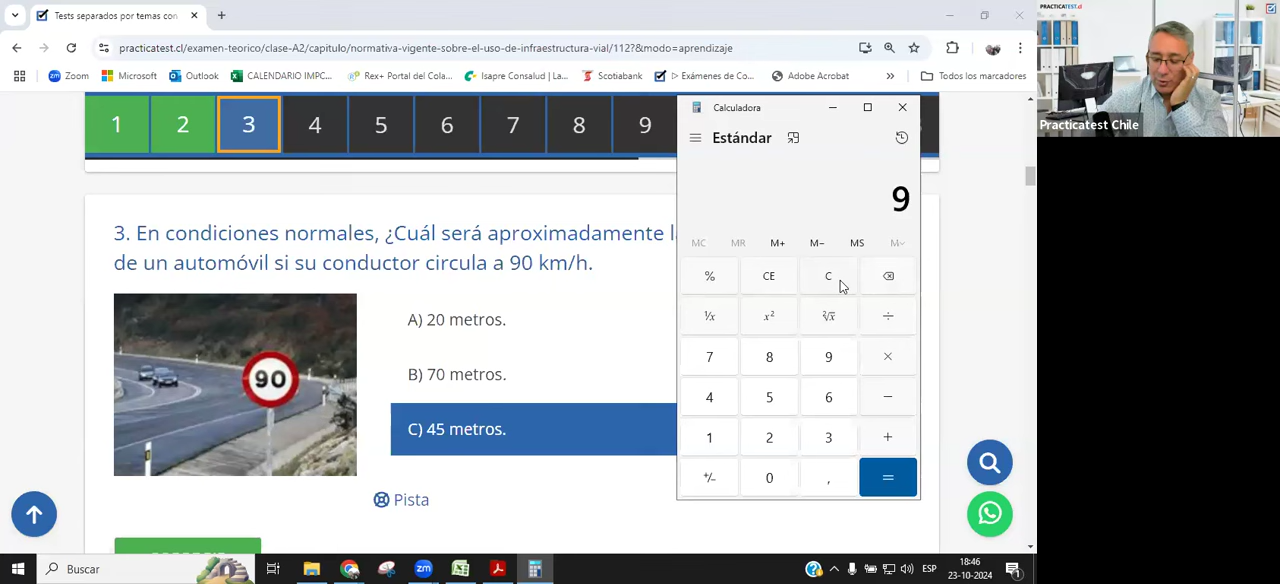 Tests separados por temas con
practicatest.cl/examen-teorico/clase-A2/capitulo/normativa-vigente-sobre-el-uso-de-infraestructura-vial/112?&modo=aprendizaje
Zoom
Microsoft
Outlook
CALENDARIO IMPC...
Rex+ Portal del Cola...
Isapre Consalud | La...
Scotiabank
▷ Exámenes de Co...
Adobe Acrobat
»
Todos los marcadores
PRACTICATEST.cl
Practicatest Chile
1 2 3 4 5 6 7 8 9
3. En condiciones normales, ¿Cuál será aproximadamente
de un automóvil si su conductor circula a 90 km/h.
90
A) 20 metros.
B) 70 metros.
C) 45 metros.
Pista
Calculadora
Estándar
9
MC MR M+ M− MS M˅
% CE C
¹/x x² ²√x ÷
7 8 9 ×
4 5 6 −
1 2 3 +
+/− 0 , =
Buscar
ESP
18:46
23-10-2024